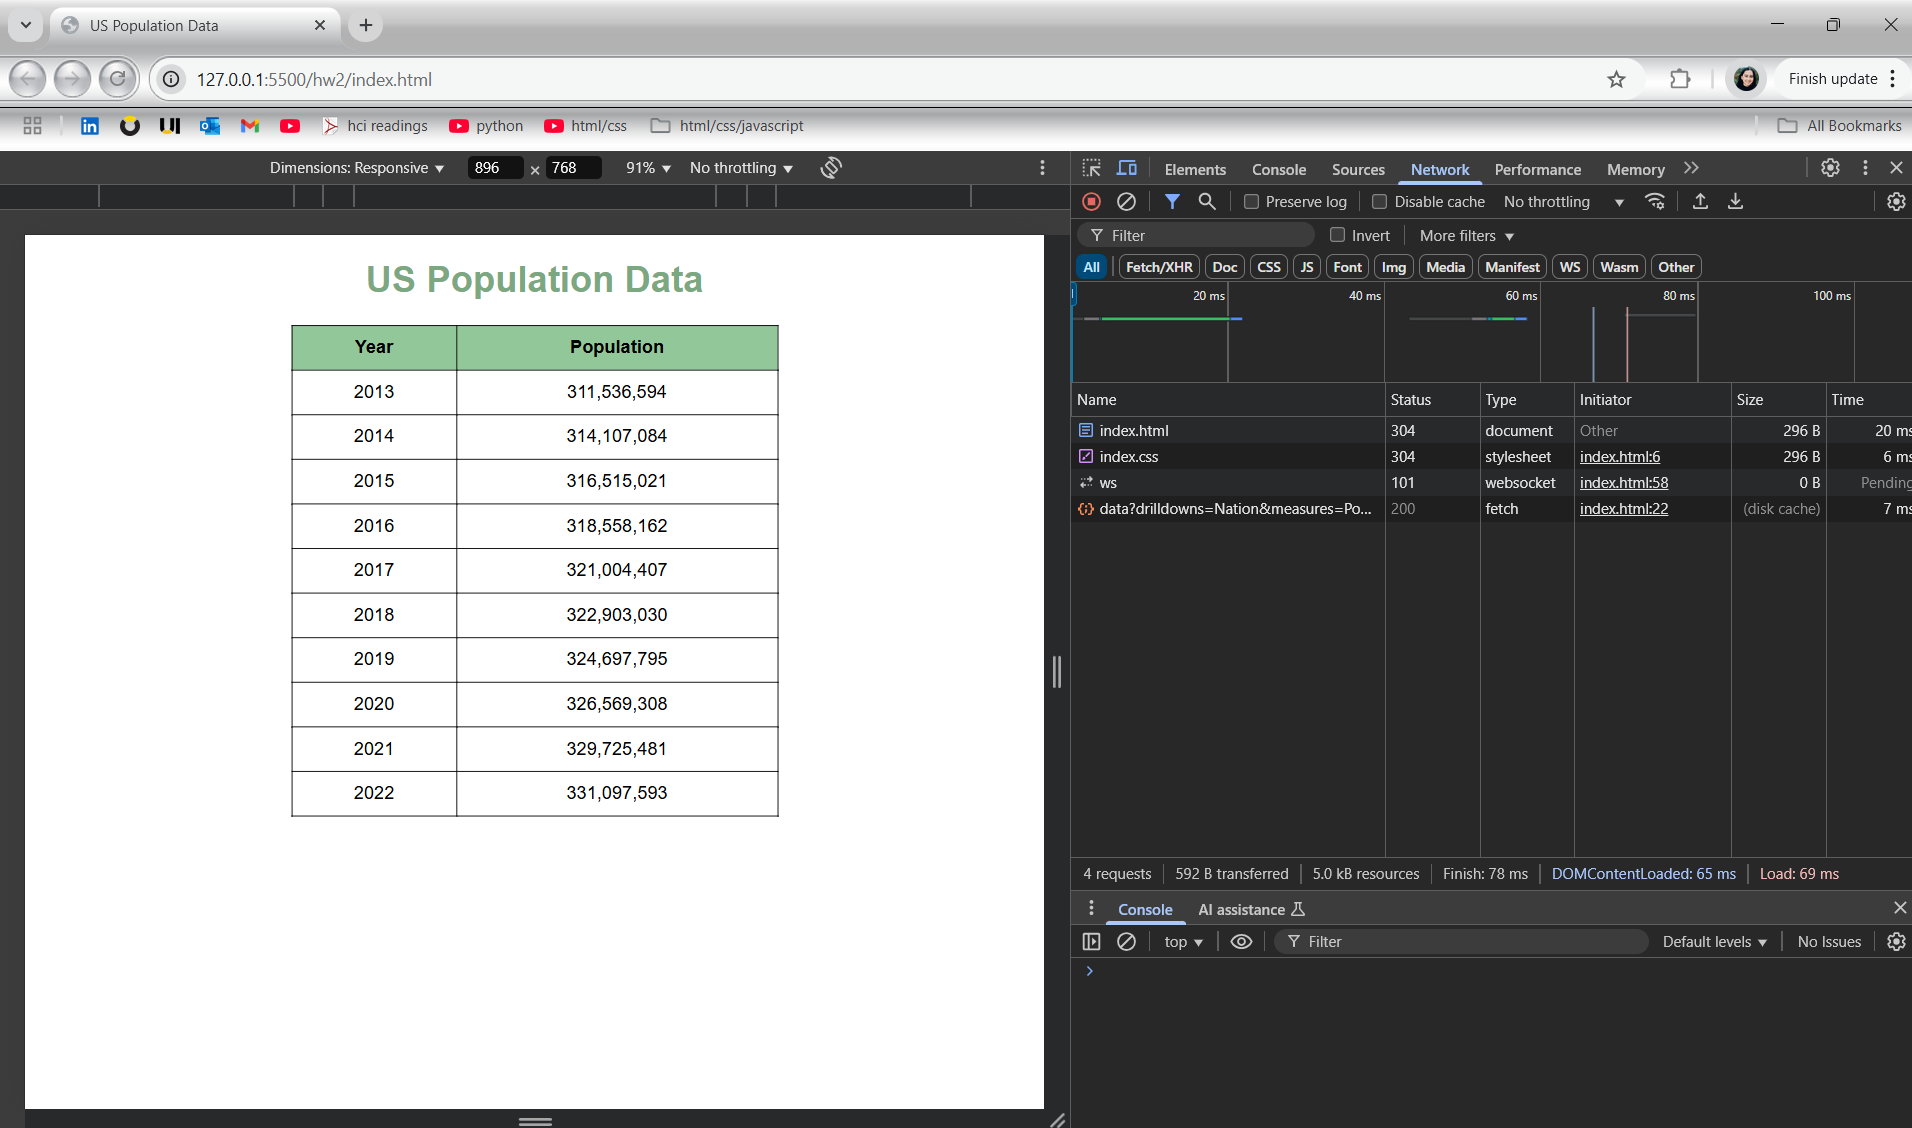 US Population Data
127.0.0.1:5500/hw2/index.html
Finish update
hci readings
python
html/css
html/css/javascript
All Bookmarks
Dimensions: Responsive 896 × 768 91% No throttling
US Population Data
Year Population
2013 311,536,594
2014 314,107,084
2015 316,515,021
2016 318,558,162
2017 321,004,407
2018 322,903,030
2019 324,697,795
2020 326,569,308
2021 329,725,481
2022 331,097,593
Elements Console Sources Network Performance Memory
Preserve log Disable cache No throttling
Filter Invert More filters
All Fetch/XHR Doc CSS JS Font Img Media Manifest WS Wasm Other
20 ms 40 ms 60 ms 80 ms 100 ms
Name Status Type Initiator Size Time
index.html 304 document Other 296 B 20 ms
index.css 304 stylesheet index.html:6 296 B 6 ms
ws 101 websocket index.html:58 0 B Pending
data?drilldowns=Nation&measures=Po... 200 fetch index.html:22 (disk cache) 7 ms
4 requests 592 B transferred 5.0 kB resources Finish: 78 ms DOMContentLoaded: 65 ms Load: 69 ms
Console AI assistance
top Filter Default levels No Issues